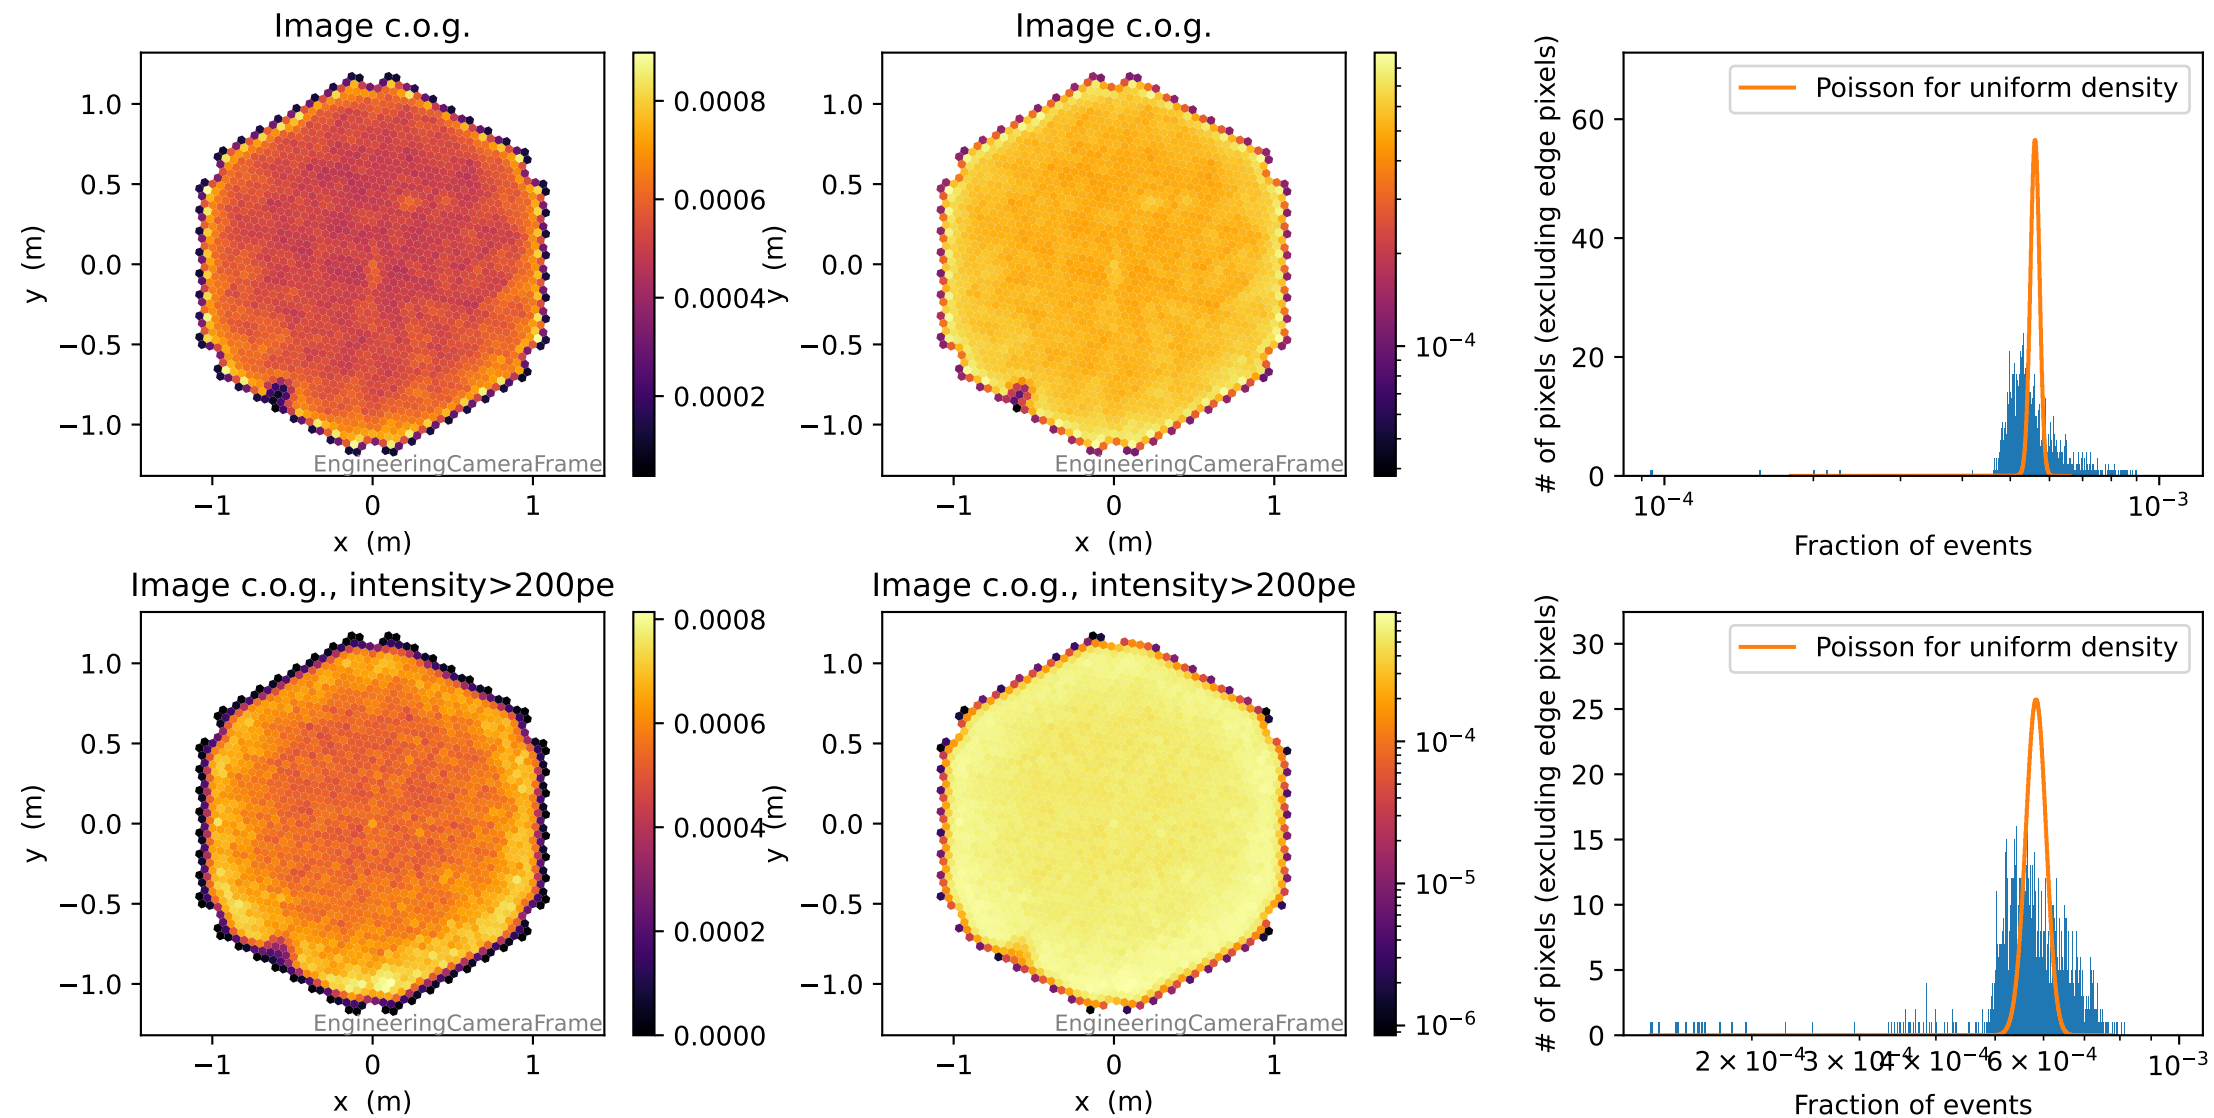 Image c.o.g.
Image c.o.g.
1.0
0.5
0.0
−0.5
−1.0
y (m)
−1
0
1
x (m)
EngineeringCameraFrame
0.0008
0.0006
0.0004
0.0002
1.0
0.5
0.0
−0.5
−1.0
y (m)
−1
0
1
x (m)
EngineeringCameraFrame
10⁻⁴
# of pixels (excluding edge pixels)
60
40
20
0
Poisson for uniform density
10⁻⁴
10⁻³
Fraction of events
Image c.o.g., intensity>200pe
Image c.o.g., intensity>200pe
1.0
0.5
0.0
−0.5
−1.0
y (m)
−1
0
1
x (m)
EngineeringCameraFrame
0.0008
0.0006
0.0004
0.0002
0.0000
1.0
0.5
0.0
−0.5
−1.0
y (m)
−1
0
1
x (m)
EngineeringCameraFrame
10⁻⁴
10⁻⁵
10⁻⁶
# of pixels (excluding edge pixels)
30
25
20
15
10
5
0
Poisson for uniform density
2 × 10⁻⁴
3 × 10⁻⁴
4 × 10⁻⁴
6 × 10⁻⁴
10⁻³
Fraction of events